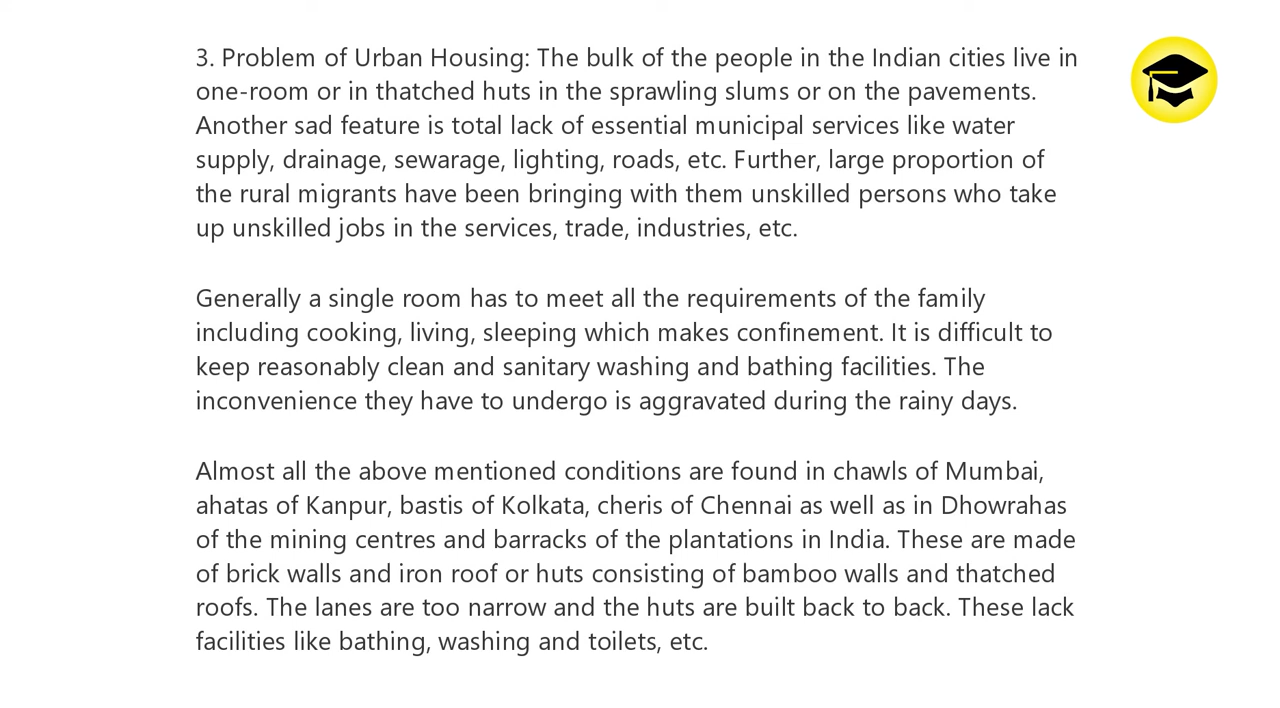 3. Problem of Urban Housing: The bulk of the people in the Indian cities live in
one-room or in thatched huts in the sprawling slums or on the pavements.
Another sad feature is total lack of essential municipal services like water
supply, drainage, sewarage, lighting, roads, etc. Further, large proportion of
the rural migrants have been bringing with them unskilled persons who take
up unskilled jobs in the services, trade, industries, etc.
Generally a single room has to meet all the requirements of the family
including cooking, living, sleeping which makes confinement. It is difficult to
keep reasonably clean and sanitary washing and bathing facilities. The
inconvenience they have to undergo is aggravated during the rainy days.
Almost all the above mentioned conditions are found in chawls of Mumbai,
ahatas of Kanpur, bastis of Kolkata, cheris of Chennai as well as in Dhowrahas
of the mining centres and barracks of the plantations in India. These are made
of brick walls and iron roof or huts consisting of bamboo walls and thatched
roofs. The lanes are too narrow and the huts are built back to back. These lack
facilities like bathing, washing and toilets, etc.